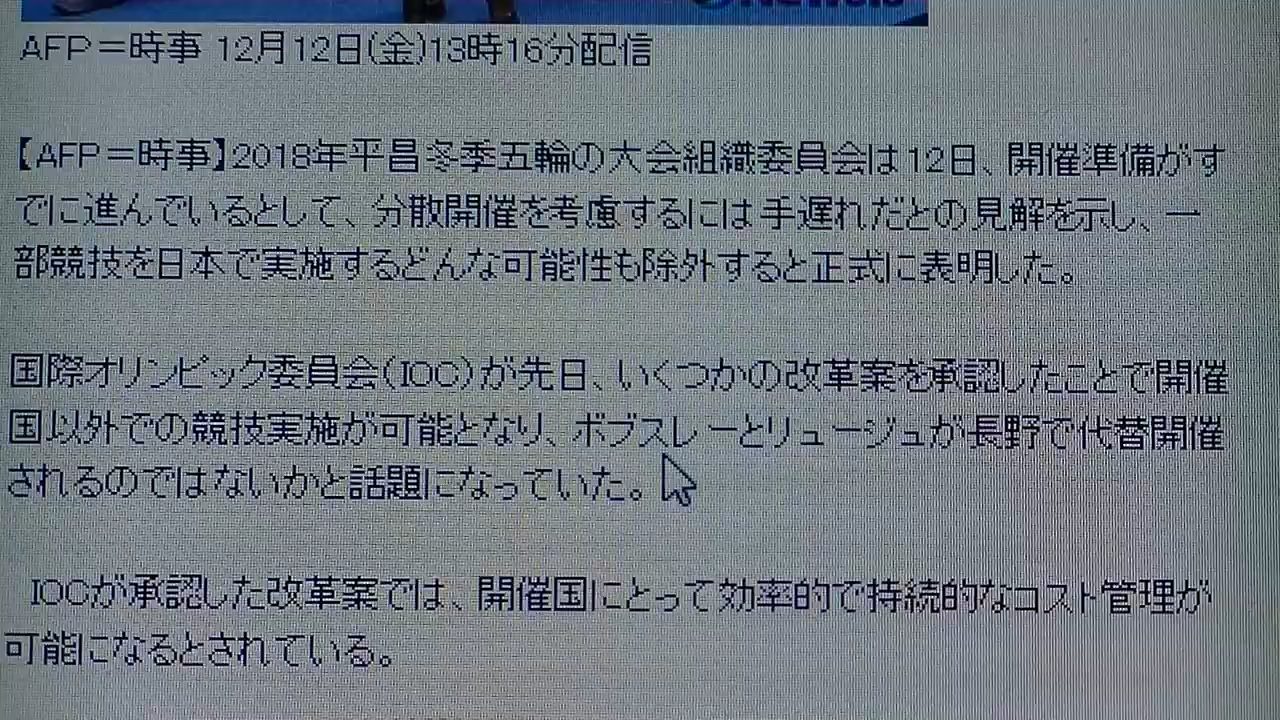 AFP＝時事 12月12日(金)13時16分配信
【AFP＝時事】2018年平昌冬季五輪の大会組織委員会は12日、開催準備がす
でに進んでいるとして、分散開催を考慮するには手遅れだとの見解を示し、一
部競技を日本で実施するどんな可能性も除外すると正式に表明した。
国際オリンピック委員会（IOC）が先日、いくつかの改革案を承認したことで開催
国以外での競技実施が可能となり、ボブスレーとリュージュが長野で代替開催
されるのではないかと話題になっていた。
IOCが承認した改革案では、開催国にとって効率的で持続的なコスト管理が
可能になるとされている。